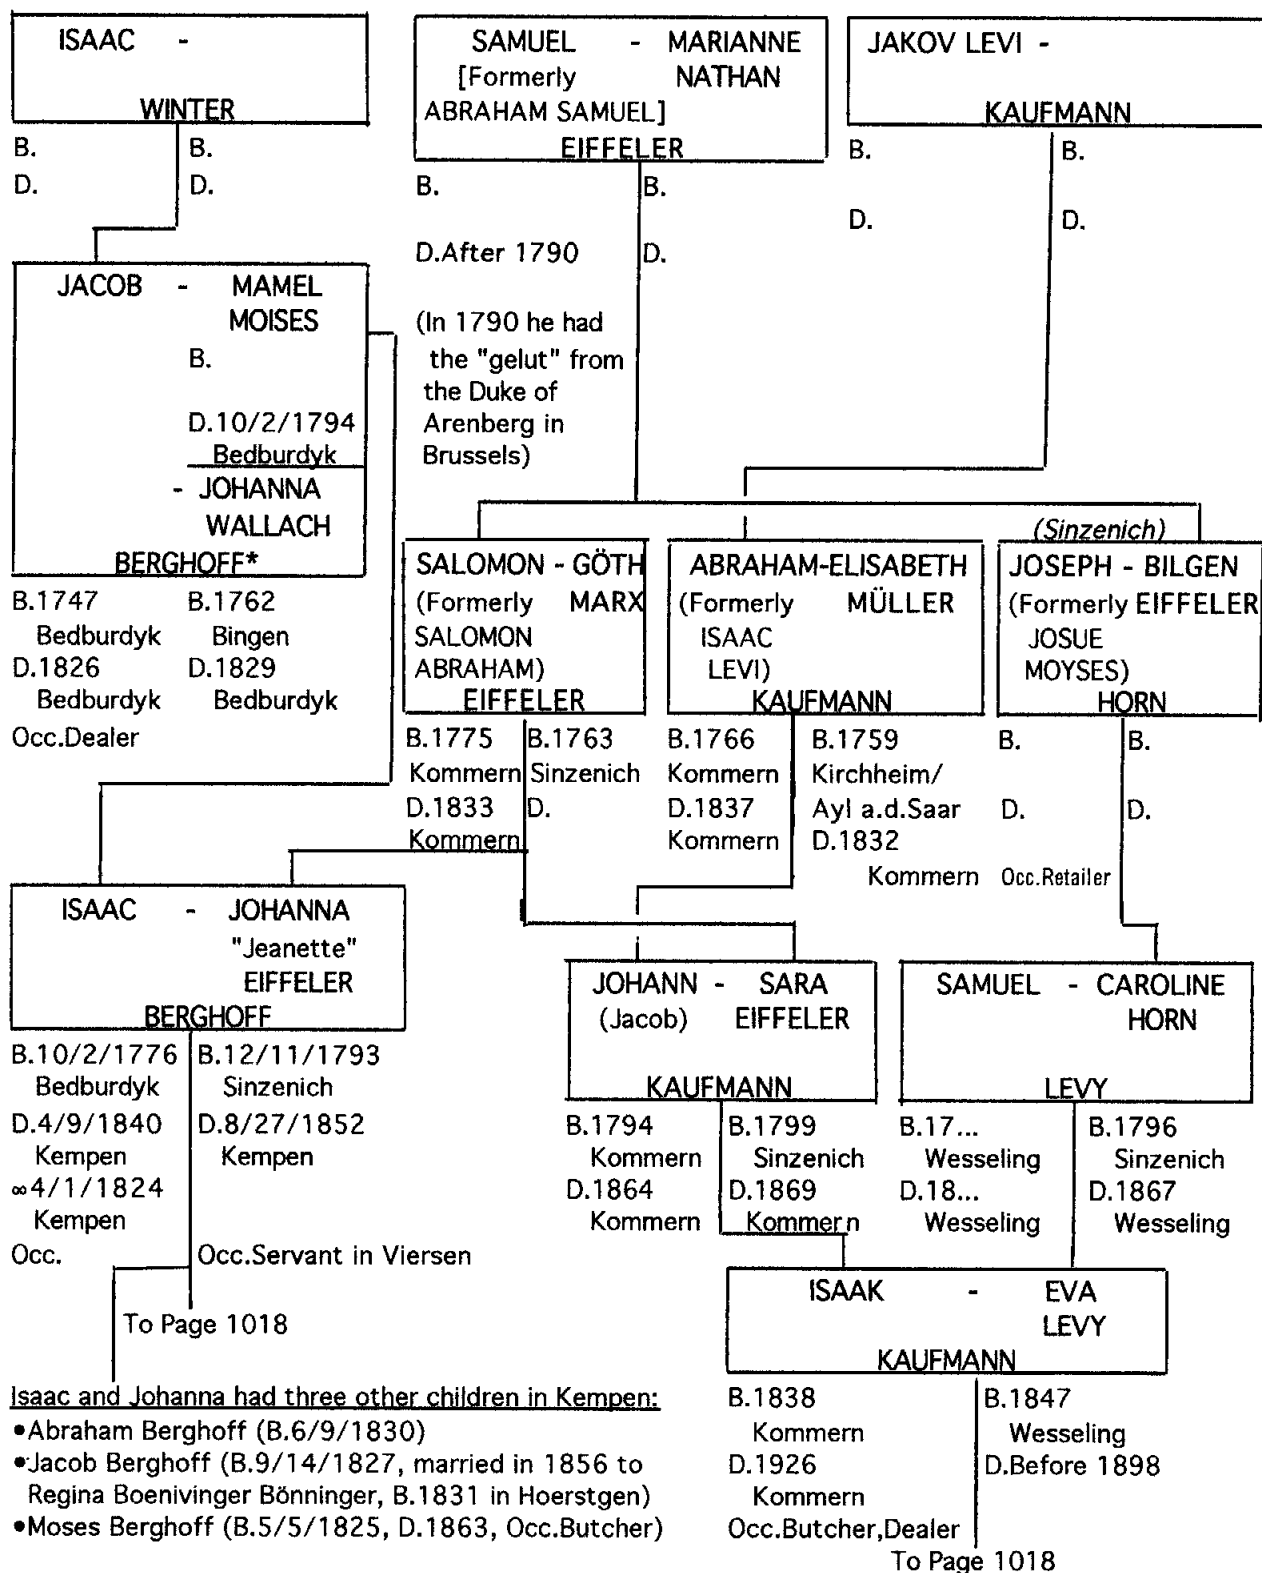 ISAAC -
WINTER
B. B.
D. D.
SAMUEL - MARIANNE
[Formerly NATHAN
ABRAHAM SAMUEL]
EIFFELER
B. B.
D.After 1790 D.
(In 1790 he had
the "gelut" from
the Duke of
Arenberg in
Brussels)
JAKOV LEVI -
KAUFMANN
B. B.
D. D.
JACOB - MAMEL
MOISES
B.
D.10/2/1794
Bedburdyk
- JOHANNA
WALLACH
BERGHOFF*
B.1747 B.1762
Bedburdyk Bingen
D.1826 D.1829
Bedburdyk Bedburdyk
Occ.Dealer
SALOMON - GÖTH
(Formerly MARX
SALOMON
ABRAHAM)
EIFFELER
B.1775 B.1763
Kommern Sinzenich
D.1833 D.
Kommern
ABRAHAM-ELISABETH
(Formerly MÜLLER
ISAAC
LEVI)
KAUFMANN
B.1766 B.1759
Kommern Kirchheim/
D.1837 Ayl a.d.Saar
Kommern D.1832
Kommern
(Sinzenich)
JOSEPH - BILGEN
(Formerly EIFFELER
JOSUE
MOYSES)
HORN
B. B.
D. D.
Occ.Retailer
ISAAC - JOHANNA
"Jeanette"
EIFFELER
BERGHOFF
B.10/2/1776 B.12/11/1793
Bedburdyk Sinzenich
D.4/9/1840 D.8/27/1852
Kempen Kempen
∞4/1/1824
Kempen
Occ. Occ.Servant in Viersen
To Page 1018
JOHANN - SARA
(Jacob) EIFFELER
KAUFMANN
B.1794 B.1799
Kommern Sinzenich
D.1864 D.1869
Kommern Kommern
SAMUEL - CAROLINE
HORN
LEVY
B.17... B.1796
Wesseling Sinzenich
D.18... D.1867
Wesseling Wesseling
ISAAK - EVA
LEVY
KAUFMANN
B.1838 B.1847
Kommern Wesseling
D.1926 D.Before 1898
Kommern
Occ.Butcher,Dealer
To Page 1018
Isaac and Johanna had three other children in Kempen:
•Abraham Berghoff (B.6/9/1830)
•Jacob Berghoff (B.9/14/1827, married in 1856 to
Regina Boenivinger Bönninger, B.1831 in Hoerstgen)
•Moses Berghoff (B.5/5/1825, D.1863, Occ.Butcher)